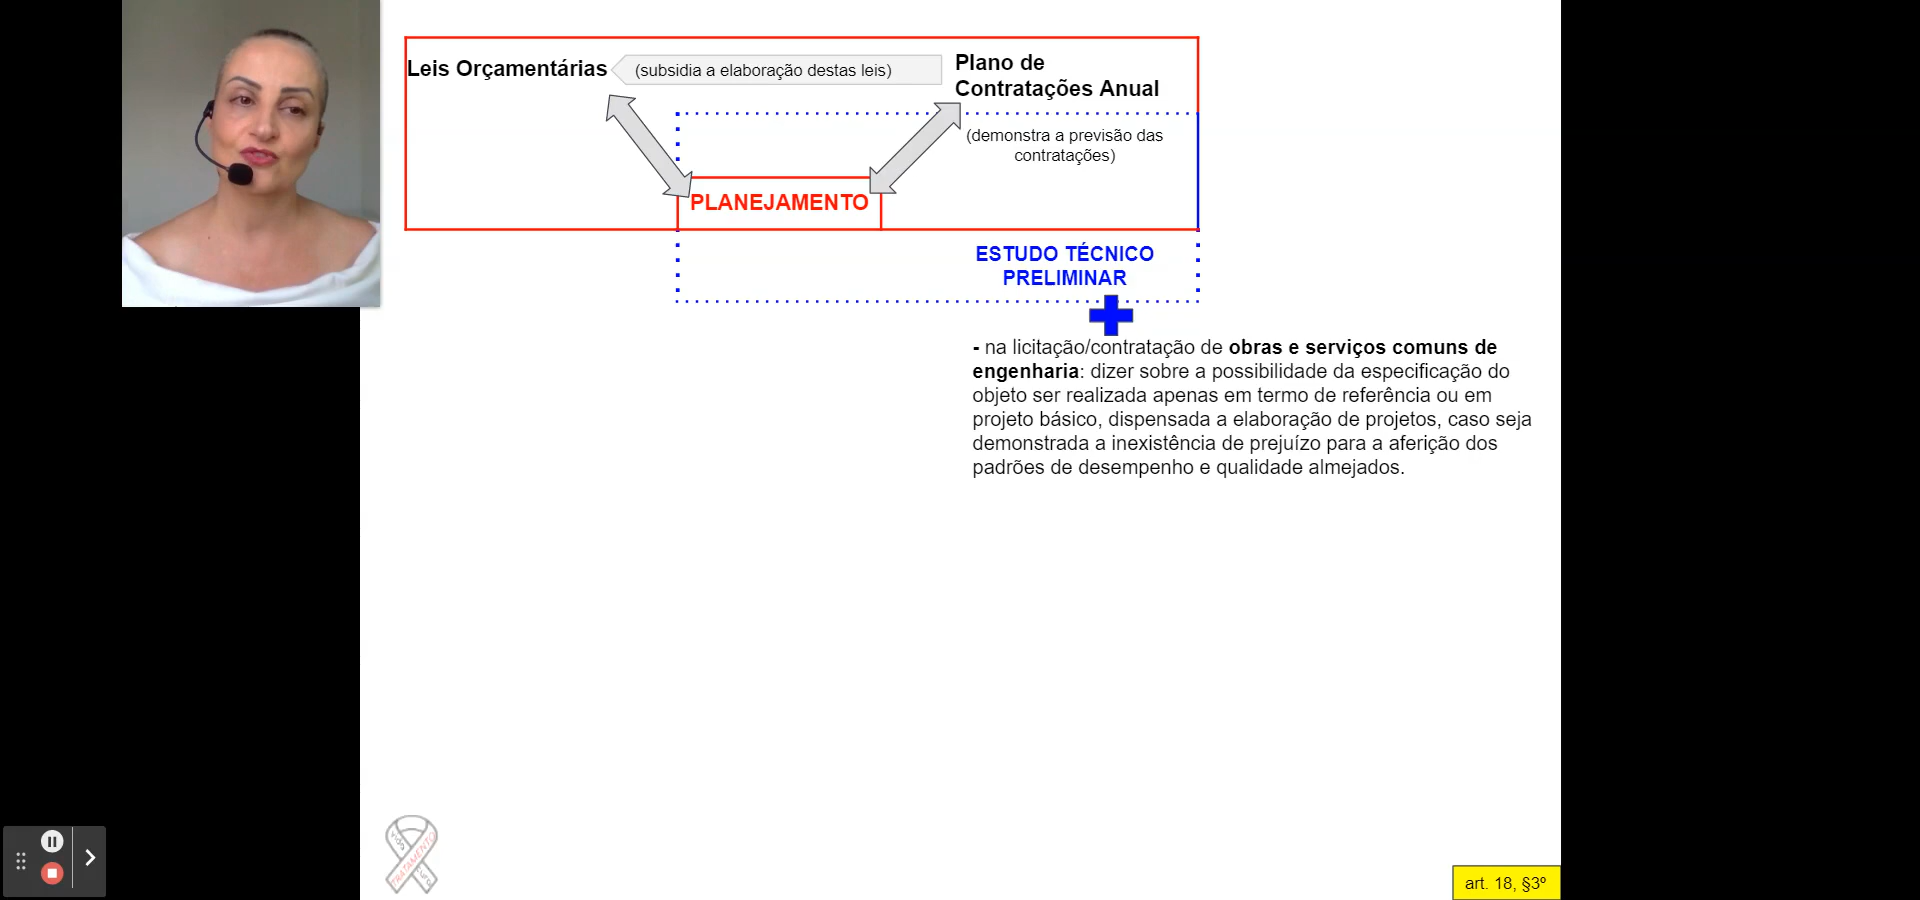 Leis Orçamentárias
(subsidia a elaboração destas leis)
Plano de
Contratações Anual
(demonstra a previsão das
contratações)
PLANEJAMENTO
ESTUDO TÉCNICO
PRELIMINAR
- na licitação/contratação de obras e serviços comuns de
engenharia: dizer sobre a possibilidade da especificação do
objeto ser realizada apenas em termo de referência ou em
projeto básico, dispensada a elaboração de projetos, caso seja
demonstrada a inexistência de prejuízo para a aferição dos
padrões de desempenho e qualidade almejados.
TRATAMENTO
art. 18, §3º